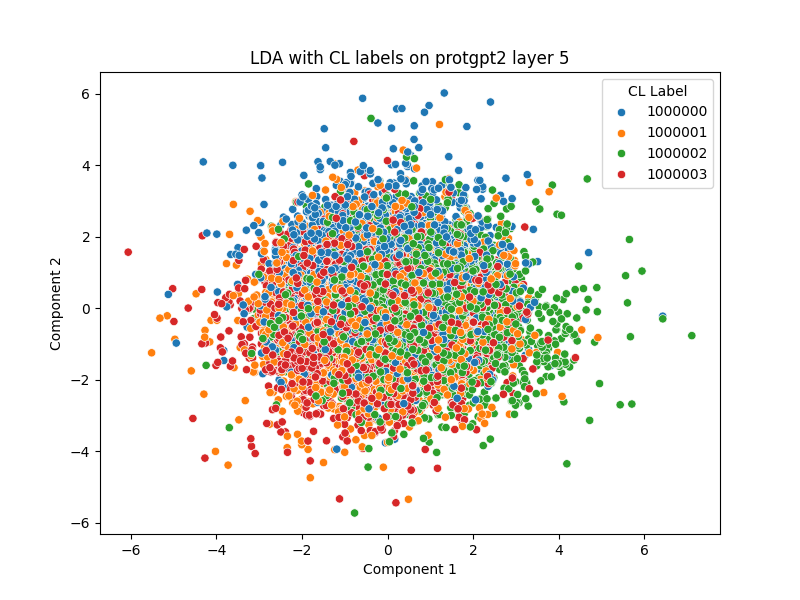 LDA with CL labels on protgpt2 layer 5
CL Label
1000000
1000001
1000002
1000003
6
4
2
0
−2
−4
−6
Component 2
−6 −4 −2 0 2 4 6
Component 1